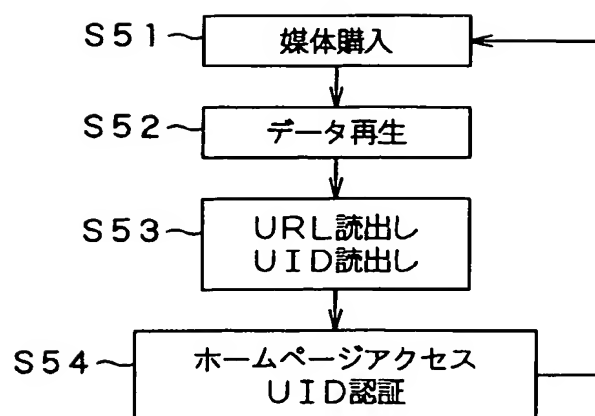 S51
媒体購入
S52
データ再生
S53
URL読出し
UID読出し
S54
ホームページアクセス
UID認証